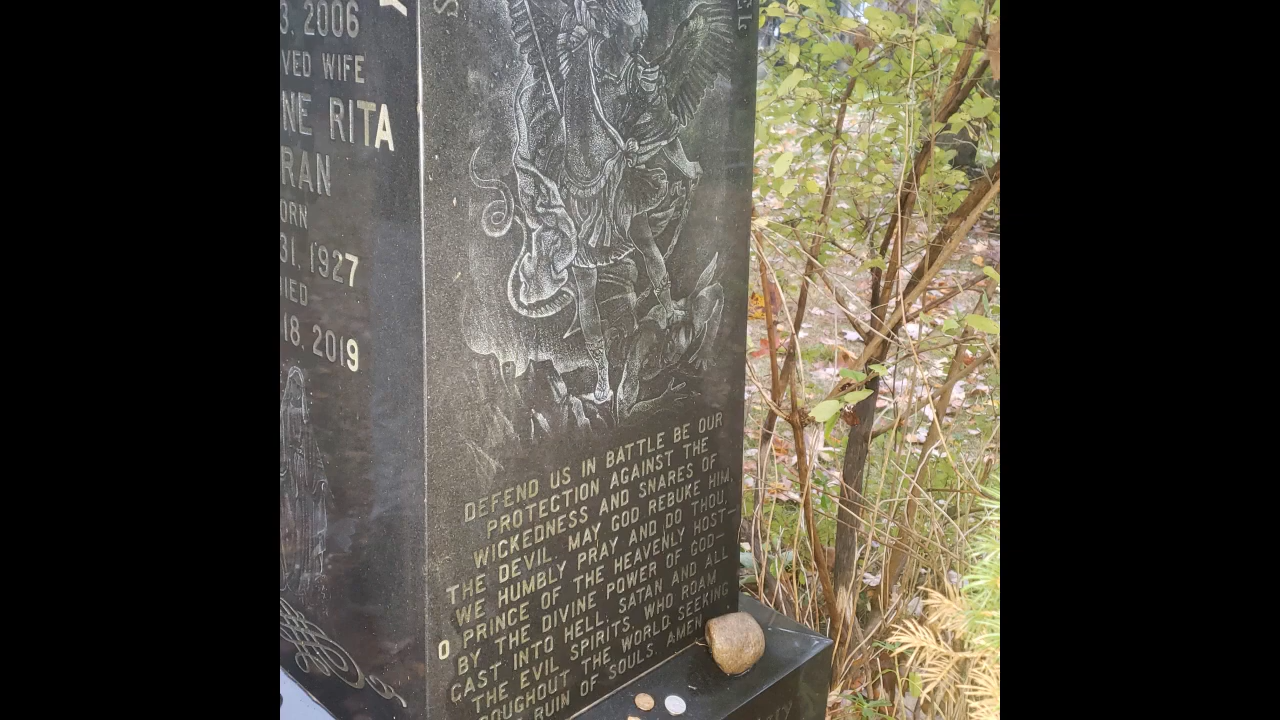 3, 2006
VED WIFE
NE RITA
RAN
ORN
31, 1927
IED
18, 2019
DEFEND US IN BATTLE BE OUR
PROTECTION AGAINST THE
WICKEDNESS AND SNARES OF
THE DEVIL MAY GOD REBUKE HIM,
WE HUMBLY PRAY AND DO THOU,
O PRINCE OF THE HEAVENLY HOST—
BY THE DIVINE POWER OF GOD—
CAST INTO HELL, SATAN AND ALL
THE EVIL SPIRITS, WHO ROAM
ROUGHOUT THE WORLD SEEKING
RUIN OF SOULS. AMEN